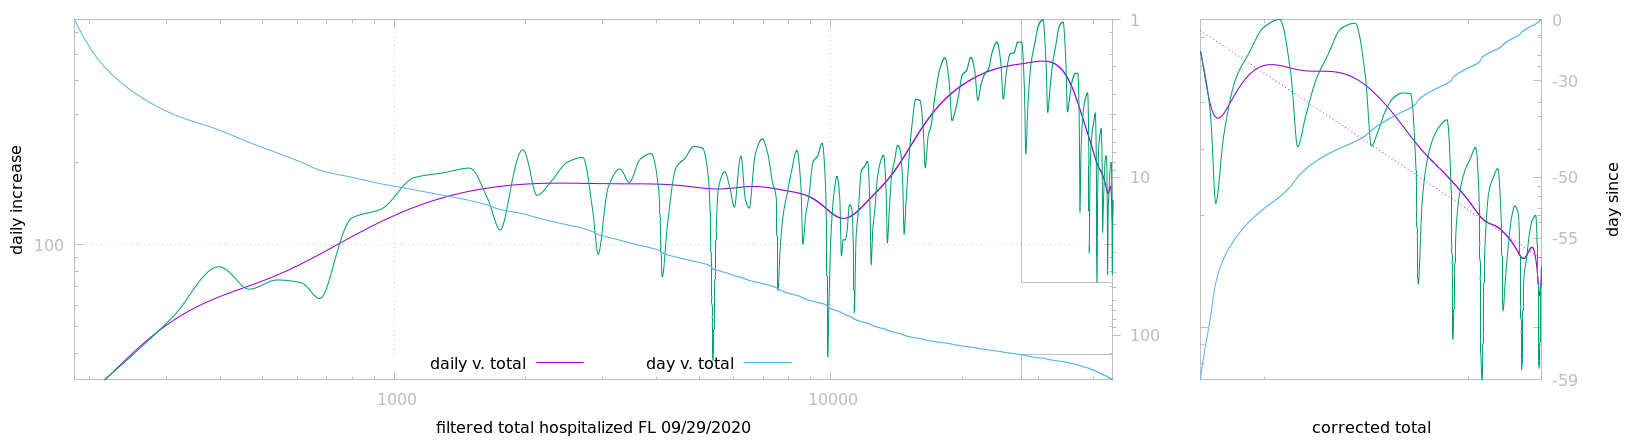 1
0
-30
daily increase
10
-50
day since
100
-55
100
daily v. total
day v. total
-59
1000
10000
filtered total hospitalized FL 09/29/2020
corrected total